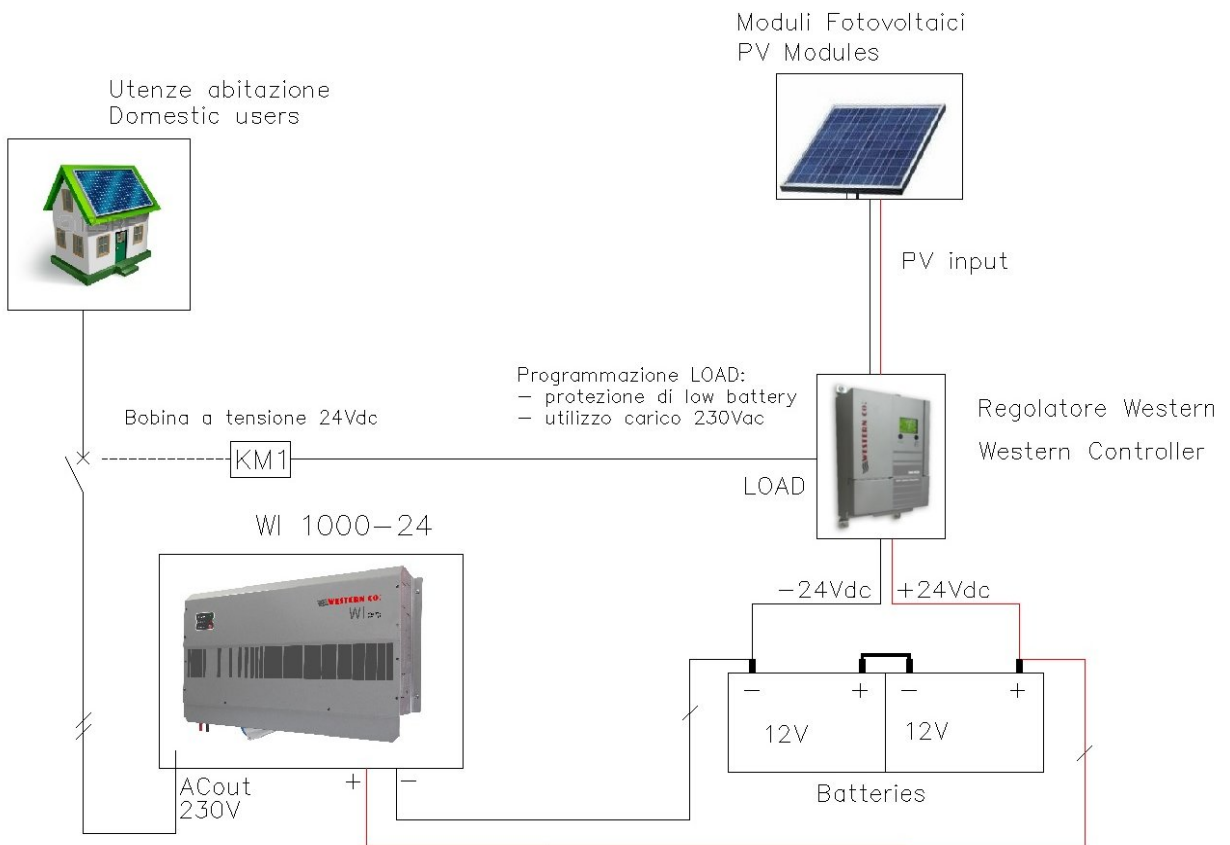 Moduli Fotovoltaici
PV Modules
Utenze abitazione
Domestic users
PV input
Programmazione LOAD:
– protezione di low battery
– utilizzo carico 230Vac
Regolatore Western
Western Controller
Bobina a tensione 24Vdc
KM1
LOAD
WESTERN CO.
WI 1000–24
WESTERN CO.
WI
–24Vdc
+24Vdc
– + – +
12V
12V
Batteries
ACout
230V
+ –